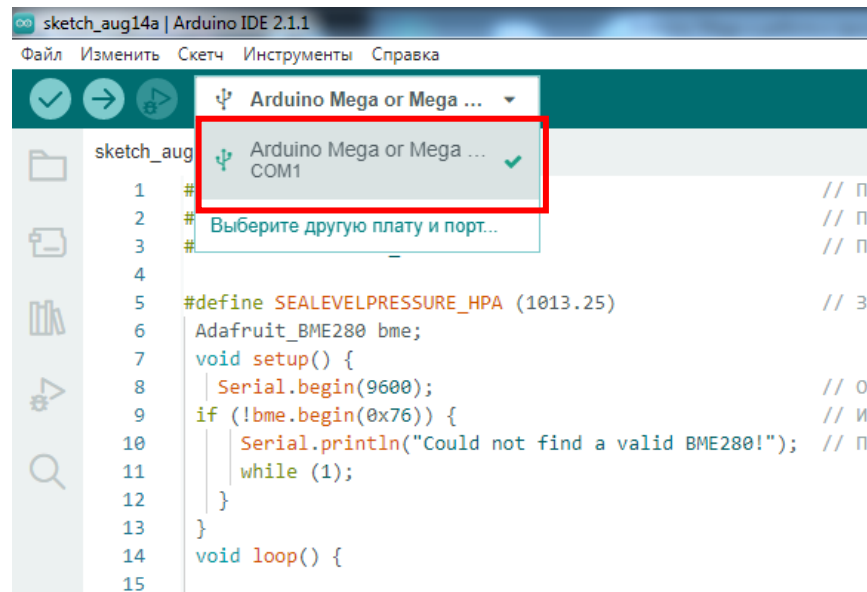 sketch_aug14a | Arduino IDE 2.1.1
Файл Изменить Скетч Инструменты Справка
Arduino Mega or Mega ...
sketch_aug
Arduino Mega or Mega ...
COM1
Выберите другую плату и порт...
1 # // П
2 # // П
3 # // П
4
5 #define SEALEVELPRESSURE_HPA (1013.25) // З
6 Adafruit_BME280 bme;
7 void setup() {
8 Serial.begin(9600); // О
9 if (!bme.begin(0x76)) { // И
10 Serial.println("Could not find a valid BME280!"); // П
11 while (1);
12 }
13 }
14 void loop() {
15